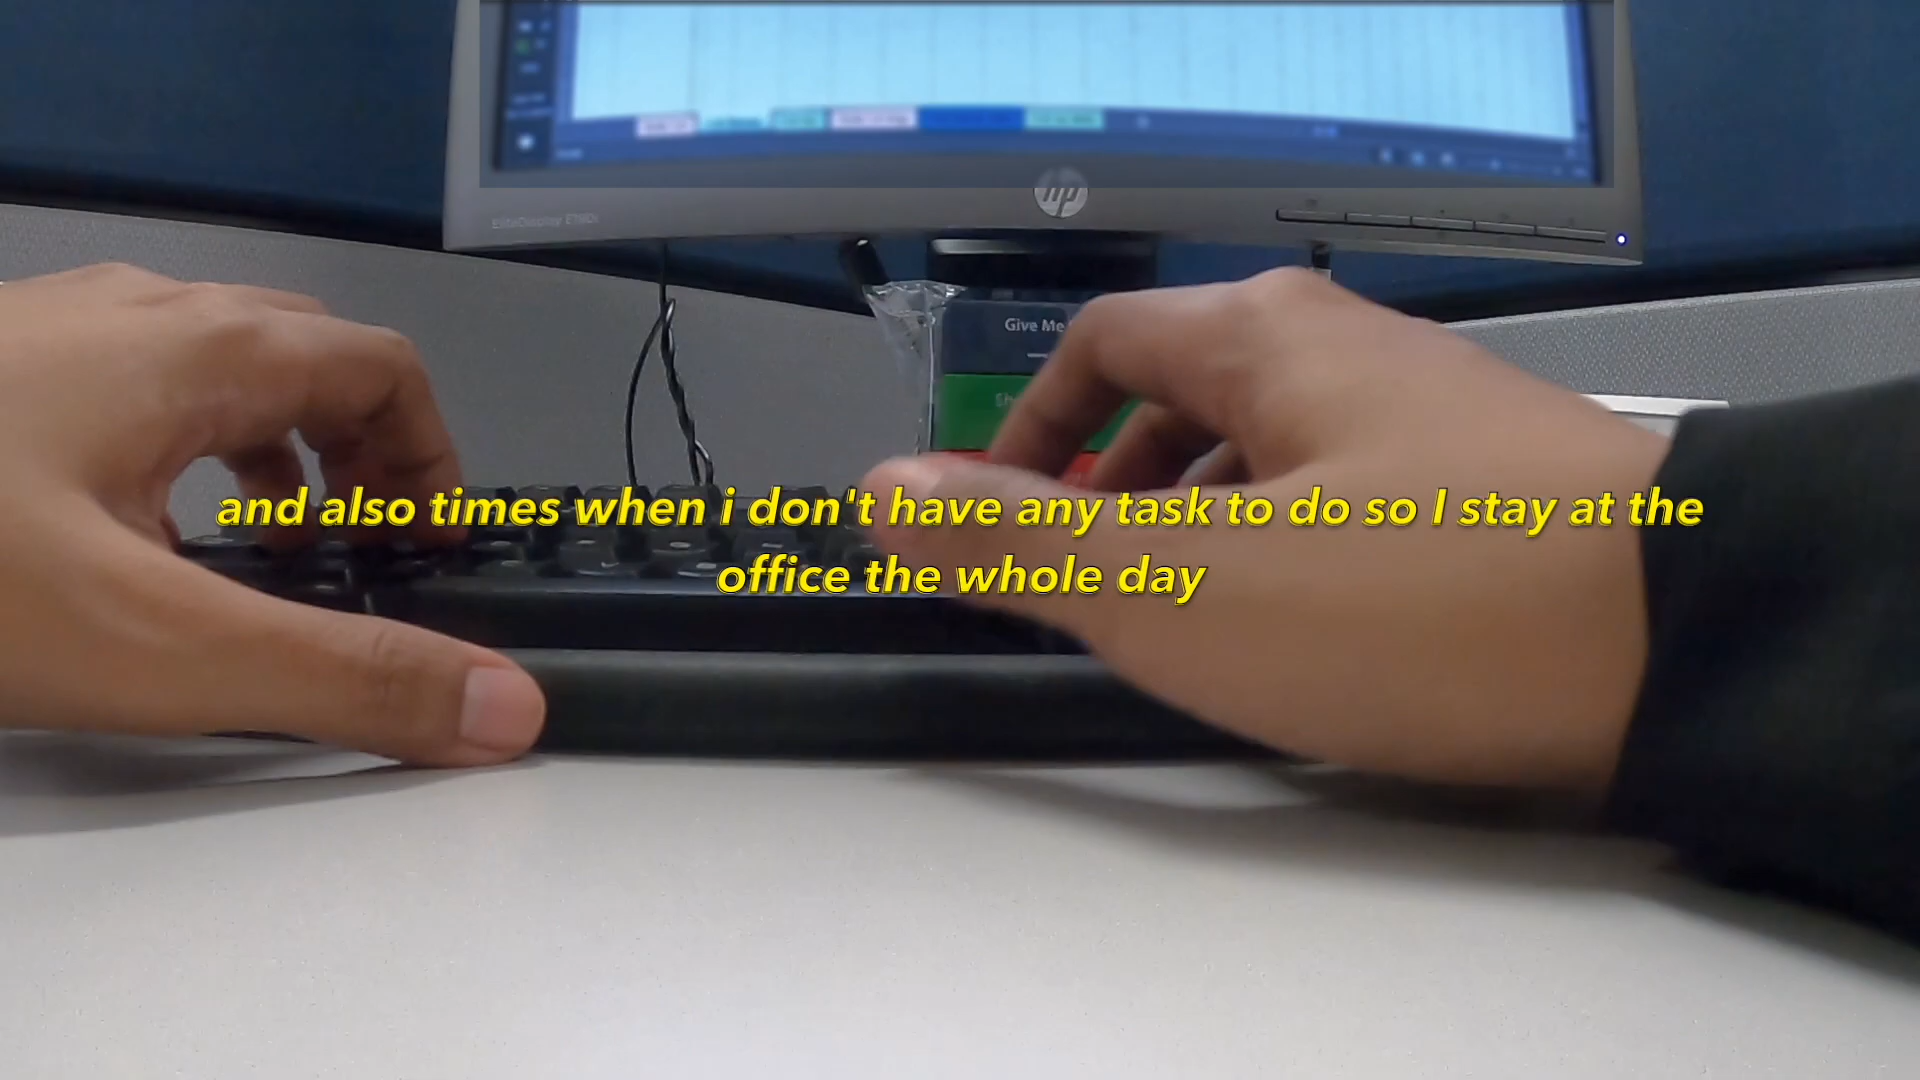 hp
EliteDisplay
Give Me
and also times when i don't have any task to do so I stay at the
office the whole day